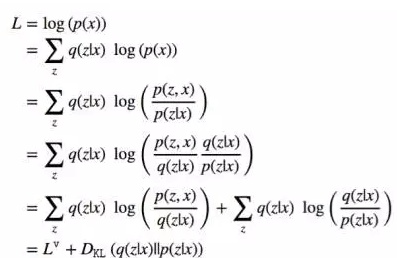 L = log (p(x))
= ∑_z q(z|x) log (p(x))
= ∑_z q(z|x) log ( p(z, x) / p(z|x) )
= ∑_z q(z|x) log ( p(z, x) / q(z|x) q(z|x) / p(z|x) )
= ∑_z q(z|x) log ( p(z, x) / q(z|x) ) + ∑_z q(z|x) log ( q(z|x) / p(z|x) )
= L^v + D_KL (q(z|x)||p(z|x))